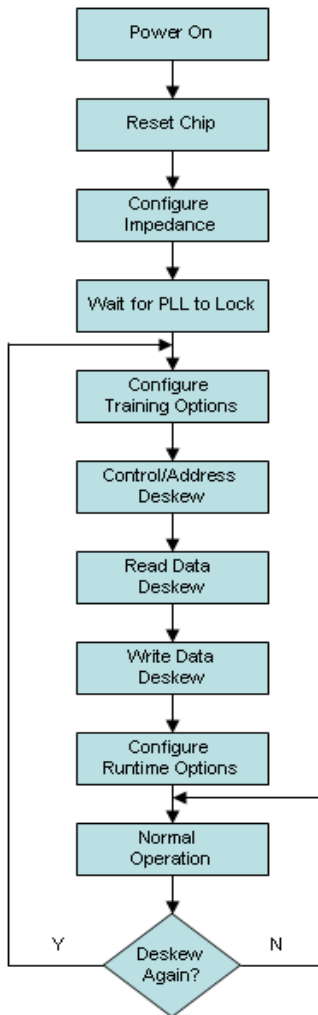 Power On
Reset Chip
Configure
Impedance
Wait for PLL to Lock
Configure
Training Options
Control/Address
Deskew
Read Data
Deskew
Write Data
Deskew
Configure
Runtime Options
Normal
Operation
Y
Deskew
Again?
N